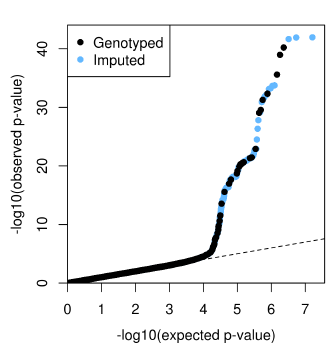 Genotyped
Imputed
-log10(observed p-value)
40
30
20
10
0
0 1 2 3 4 5 6 7
-log10(expected p-value)